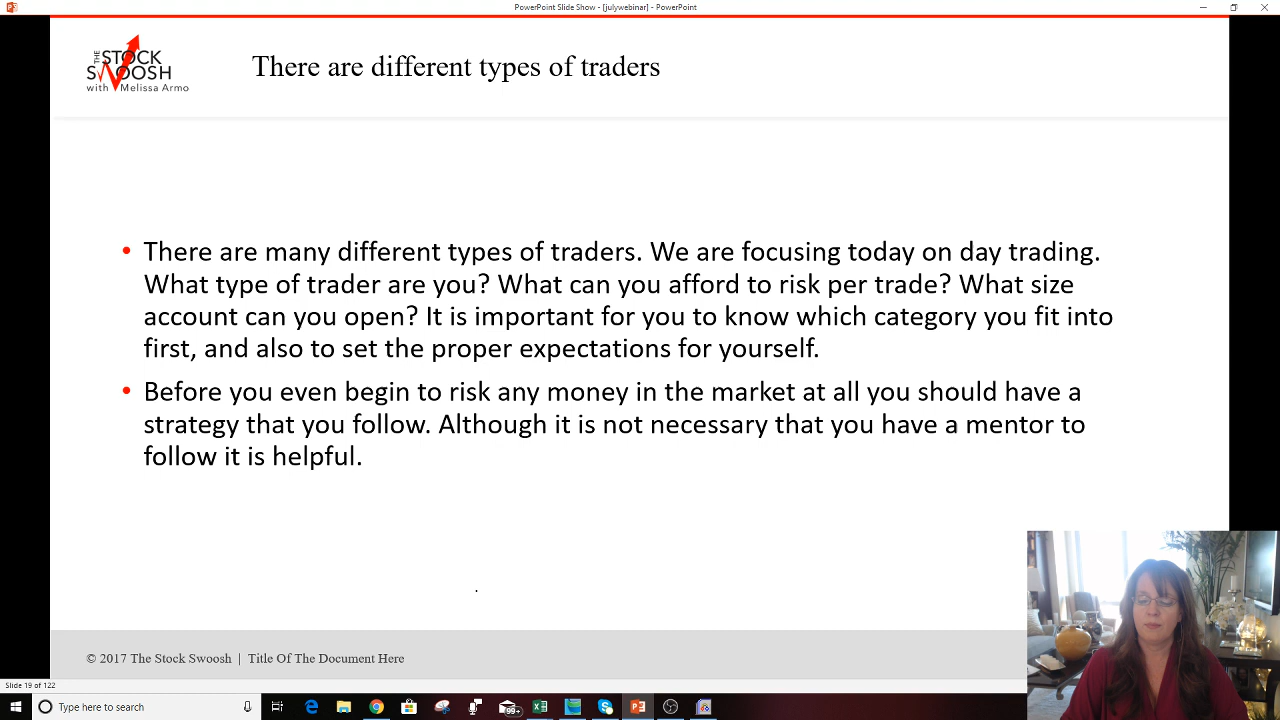 PowerPoint Slide Show - [julywebinar] - PowerPoint
THE
STOCK
SWOOSH
with Melissa Armo
There are different types of traders
• There are many different types of traders. We are focusing today on day trading.
What type of trader are you? What can you afford to risk per trade? What size
account can you open? It is important for you to know which category you fit into
first, and also to set the proper expectations for yourself.
• Before you even begin to risk any money in the market at all you should have a
strategy that you follow. Although it is not necessary that you have a mentor to
follow it is helpful.
© 2017 The Stock Swoosh | Title Of The Document Here
Slide 19 of 122
Type here to search
99+